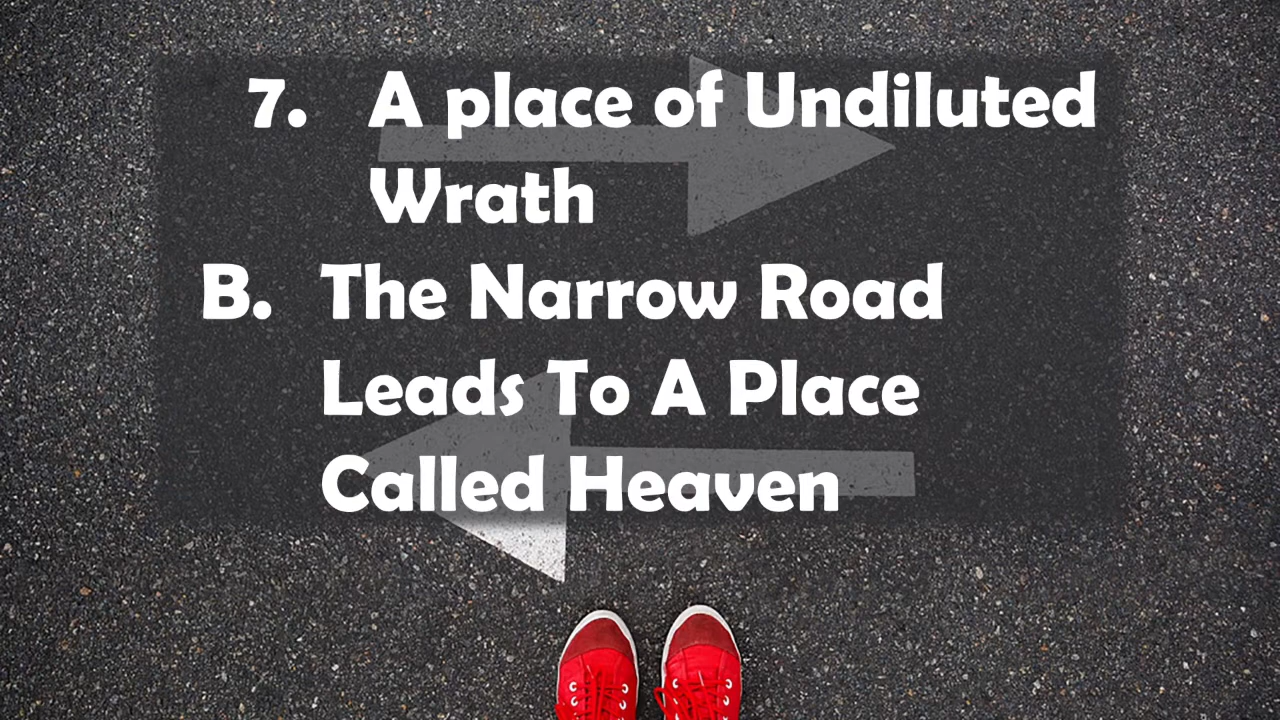 7. A place of Undiluted
Wrath
B. The Narrow Road
Leads To A Place
Called Heaven